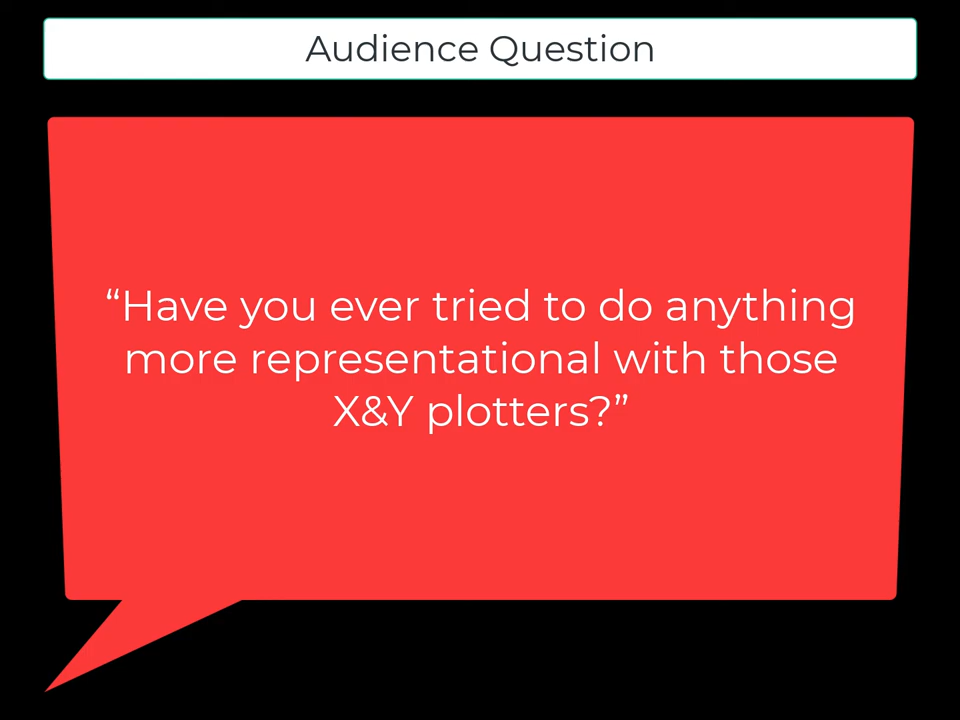 Audience Question
“Have you ever tried to do anything
more representational with those
X&Y plotters?”